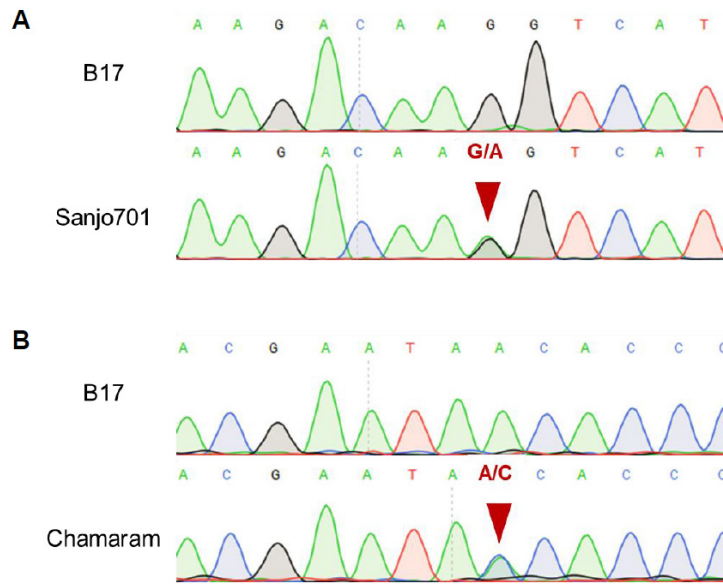 A
A A G A C A A G G T C A T
B17
A A G A C A A G/A G T C A T
Sanjo701
B
A C G A A T A A C A C C C
B17
A C G A A T A A/C C A C C C
Chamaram